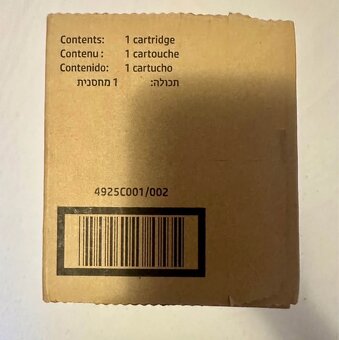 Contents: 1 cartridge
Contenu : 1 cartouche
Contenido: 1 cartucho
תכולה: 1 מחסנית
4925C001/002